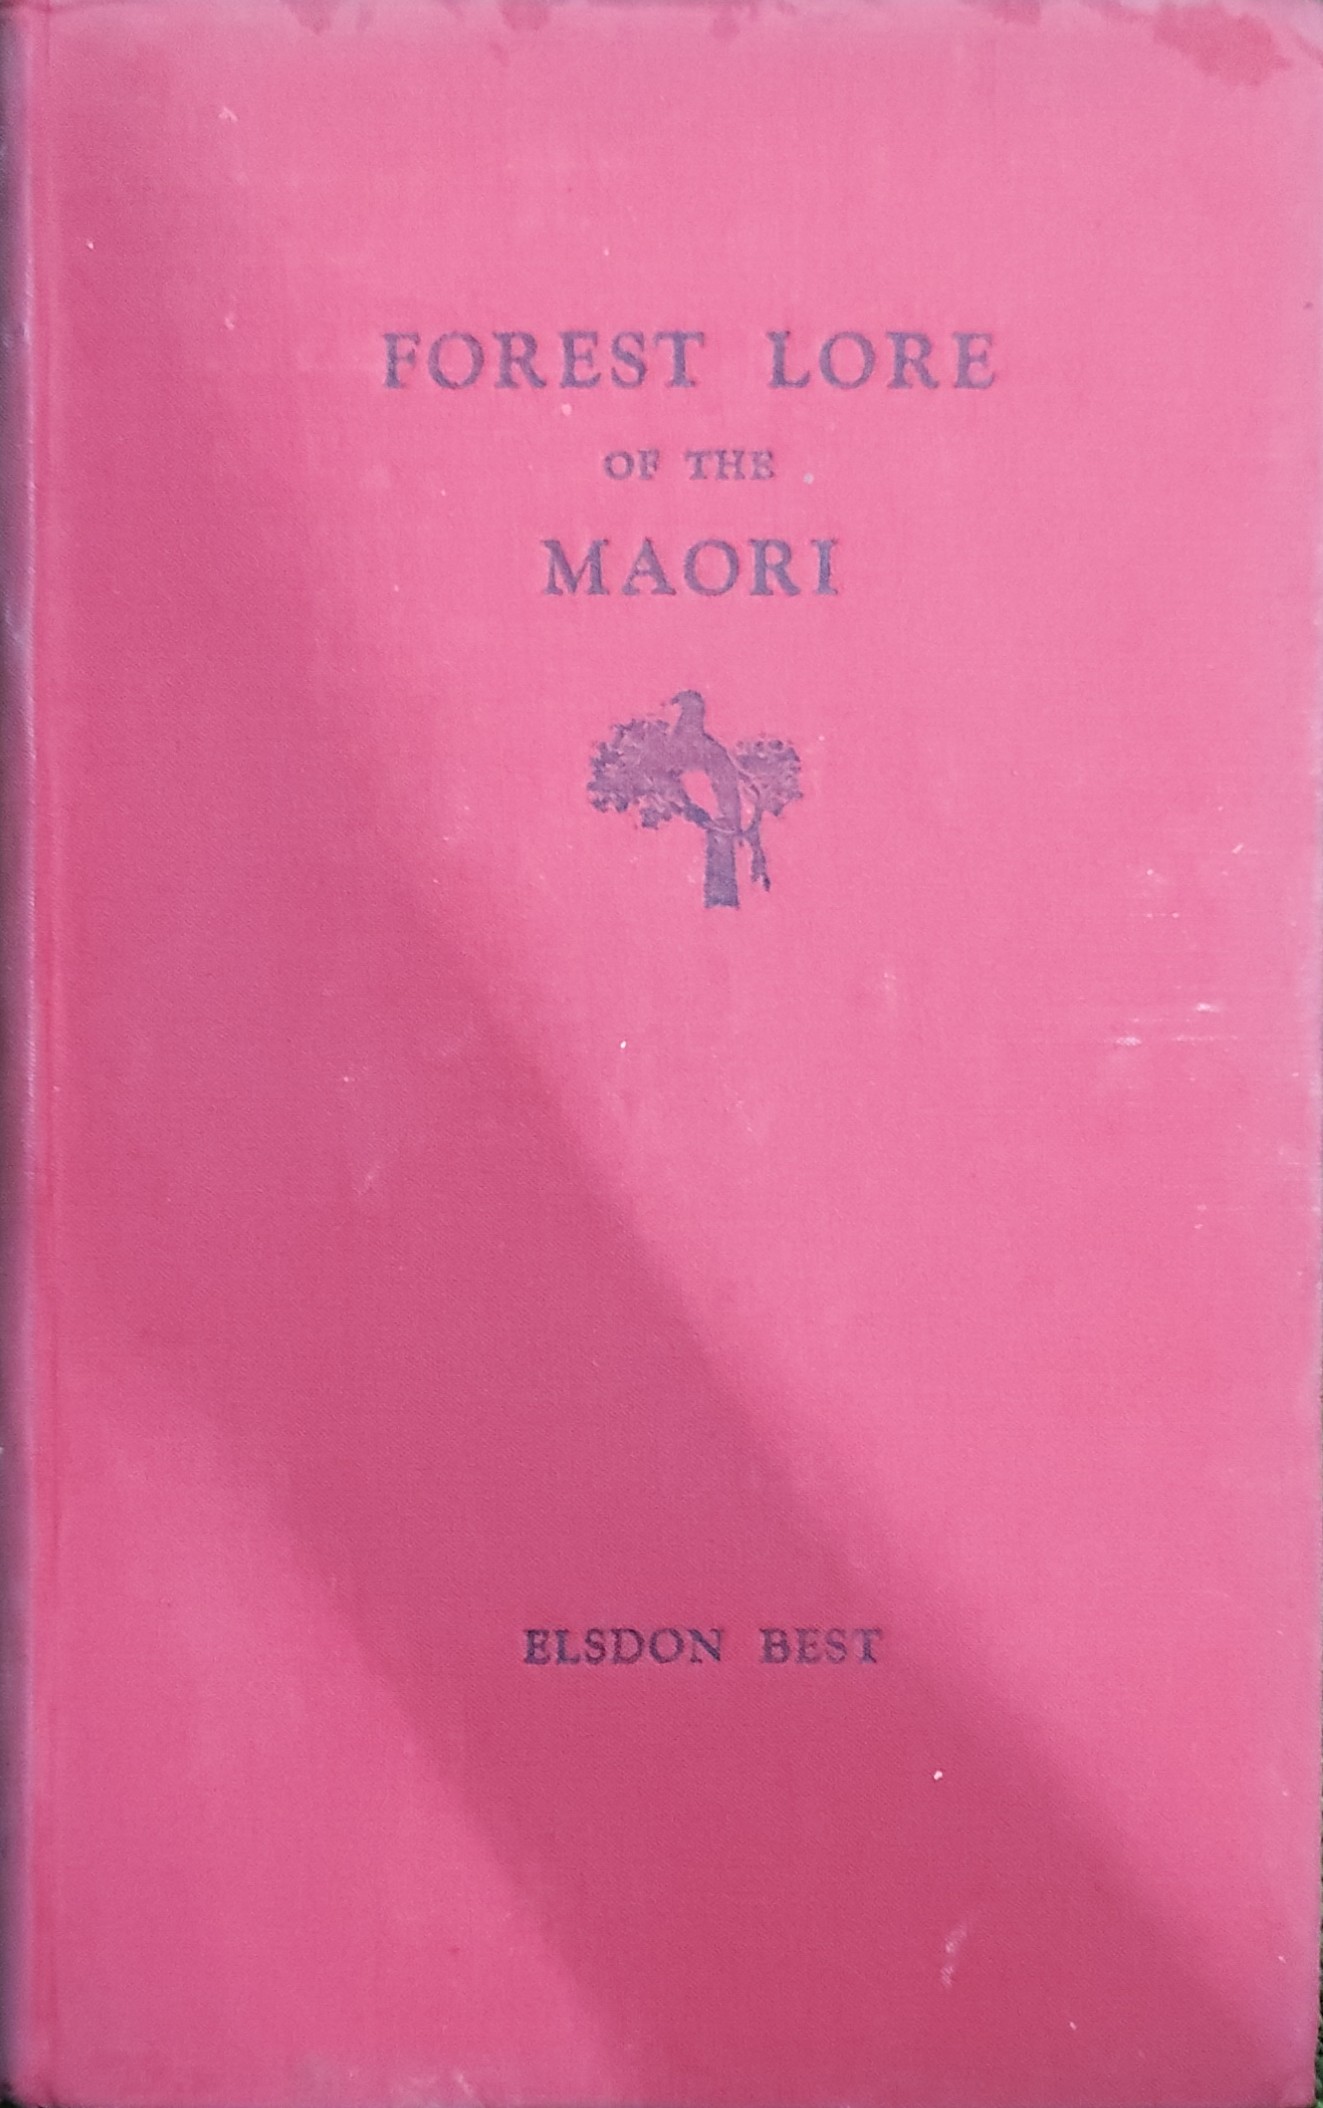 FOREST LORE
OF THE
MAORI
ELSDON BEST